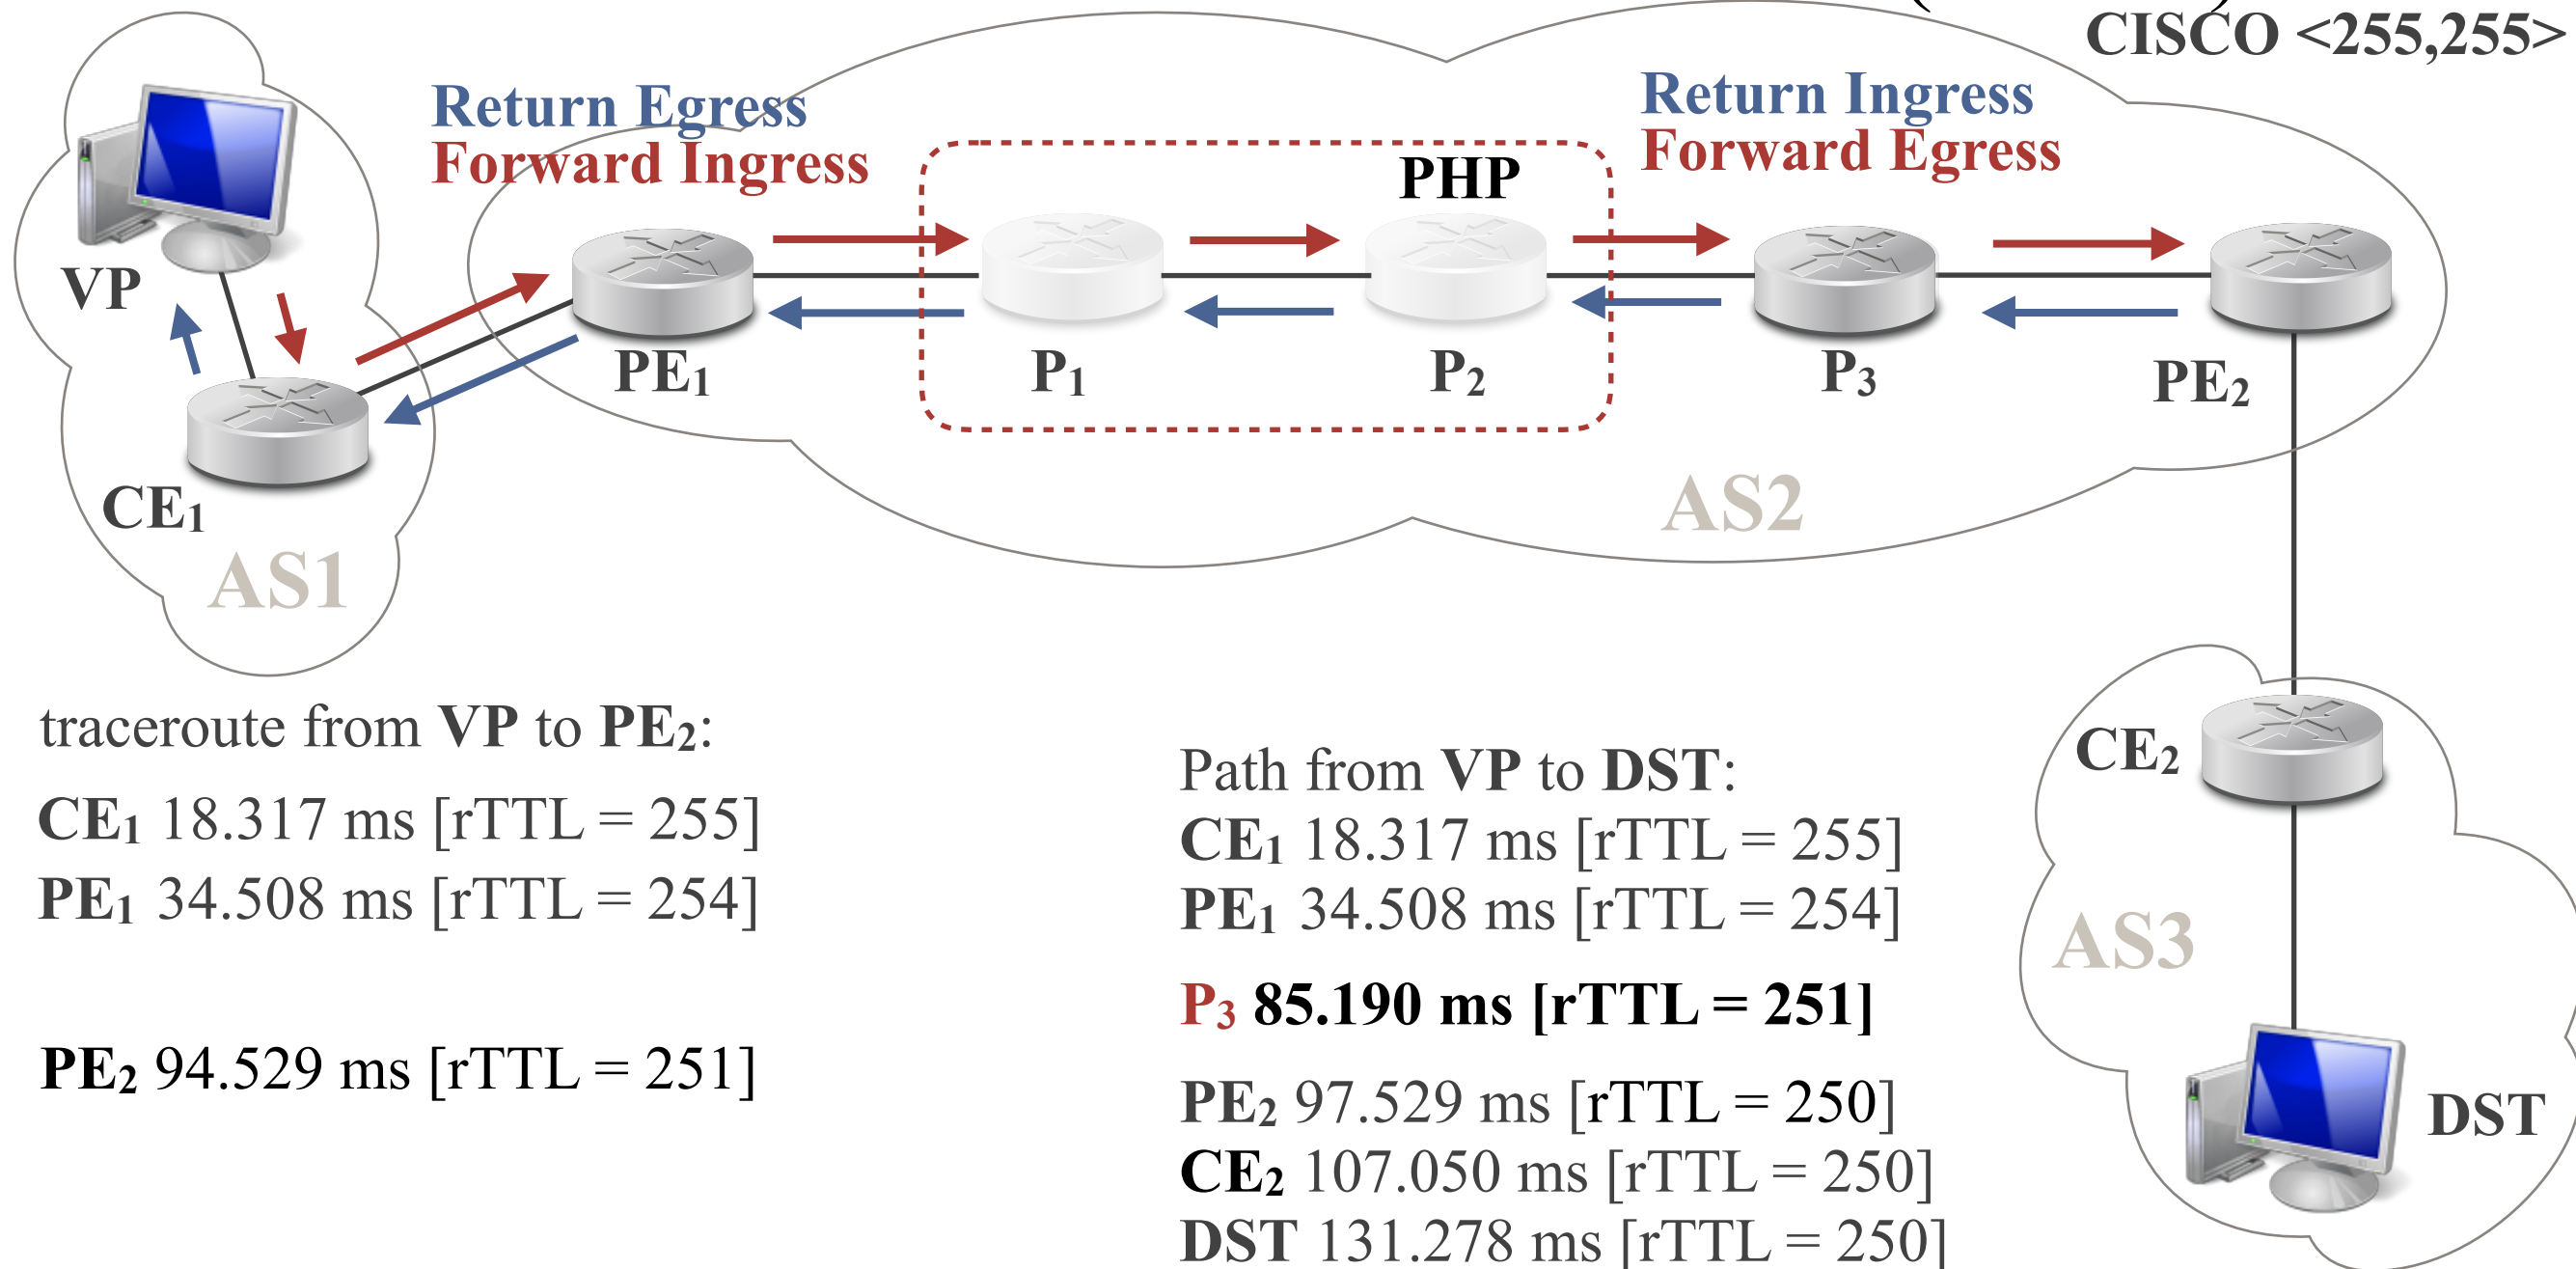 CISCO <255,255>
Return Egress
Forward Ingress
Return Ingress
Forward Egress
PHP
VP
PE1
P1
P2
P3
PE2
CE1
AS1
AS2
traceroute from VP to PE2:
CE1 18.317 ms [rTTL = 255]
PE1 34.508 ms [rTTL = 254]
PE2 94.529 ms [rTTL = 251]
Path from VP to DST:
CE1 18.317 ms [rTTL = 255]
PE1 34.508 ms [rTTL = 254]
P3 85.190 ms [rTTL = 251]
PE2 97.529 ms [rTTL = 250]
CE2 107.050 ms [rTTL = 250]
DST 131.278 ms [rTTL = 250]
CE2
AS3
DST